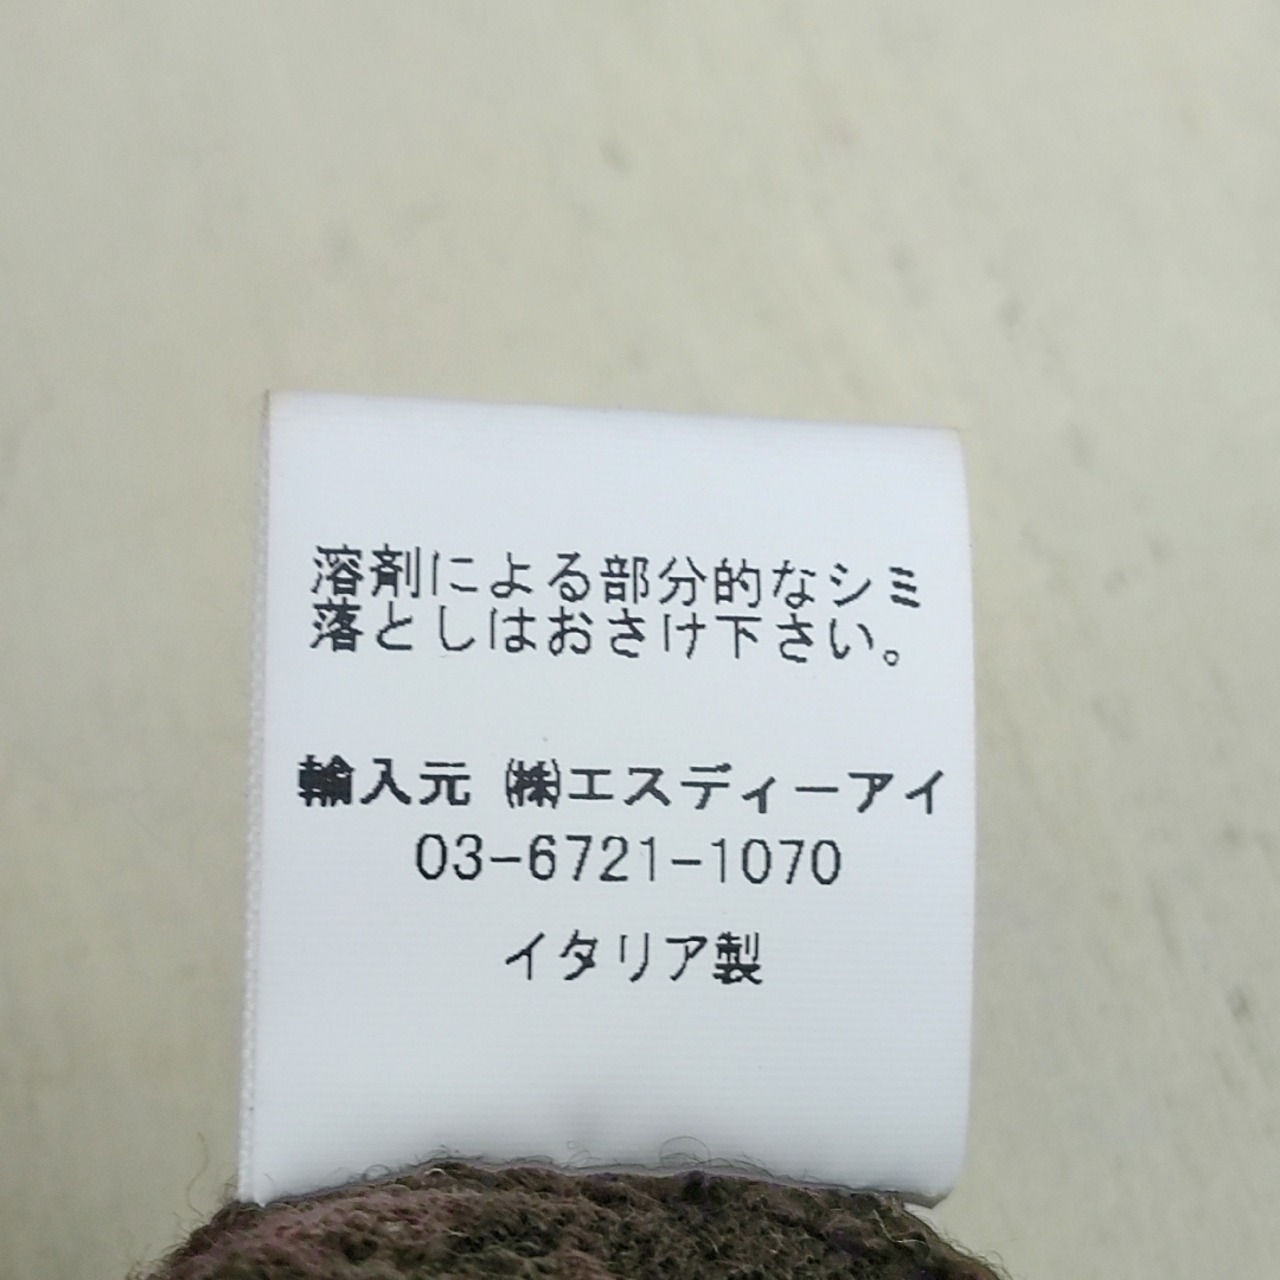 溶剤による部分的なシミ
落としはおさけ下さい。
輸入元 ㈱エスディーアイ
03-6721-1070
イタリア製